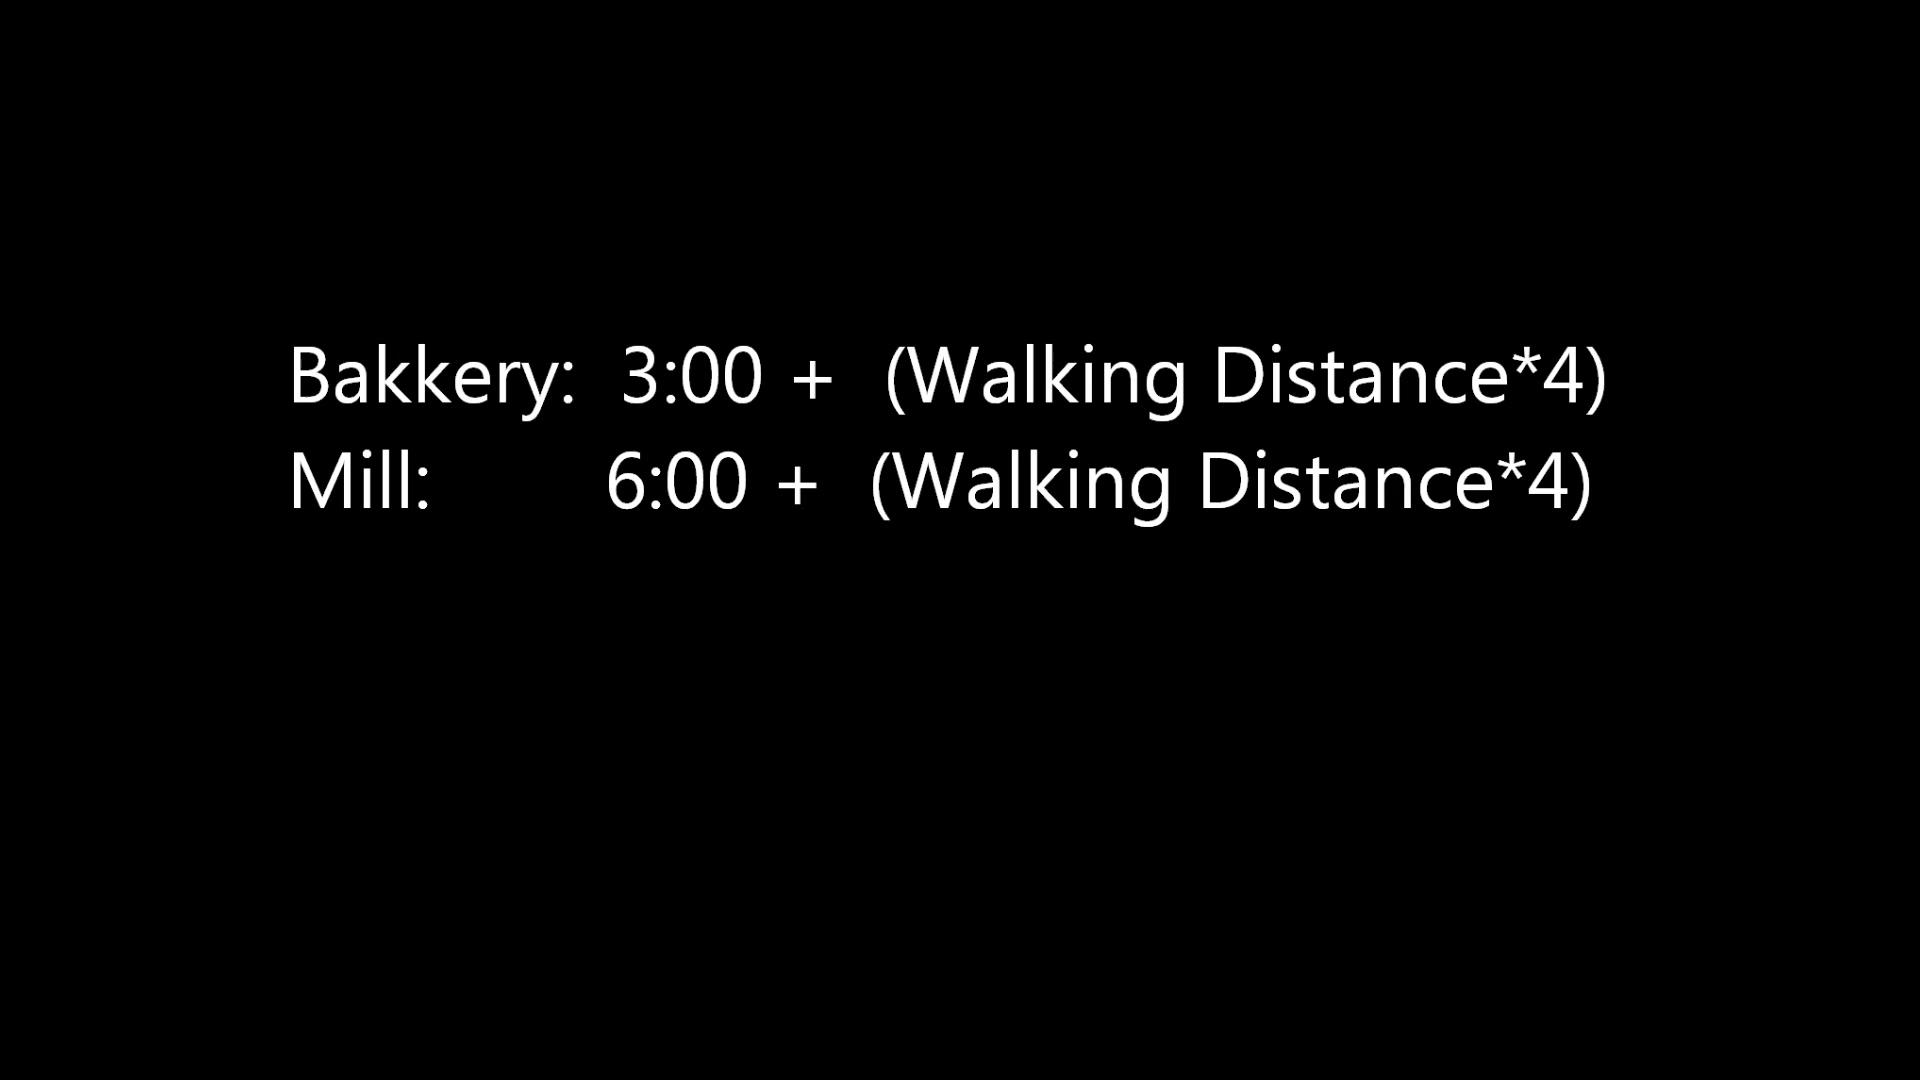 Bakkery: 3:00 + (Walking Distance*4)
Mill: 6:00 + (Walking Distance*4)